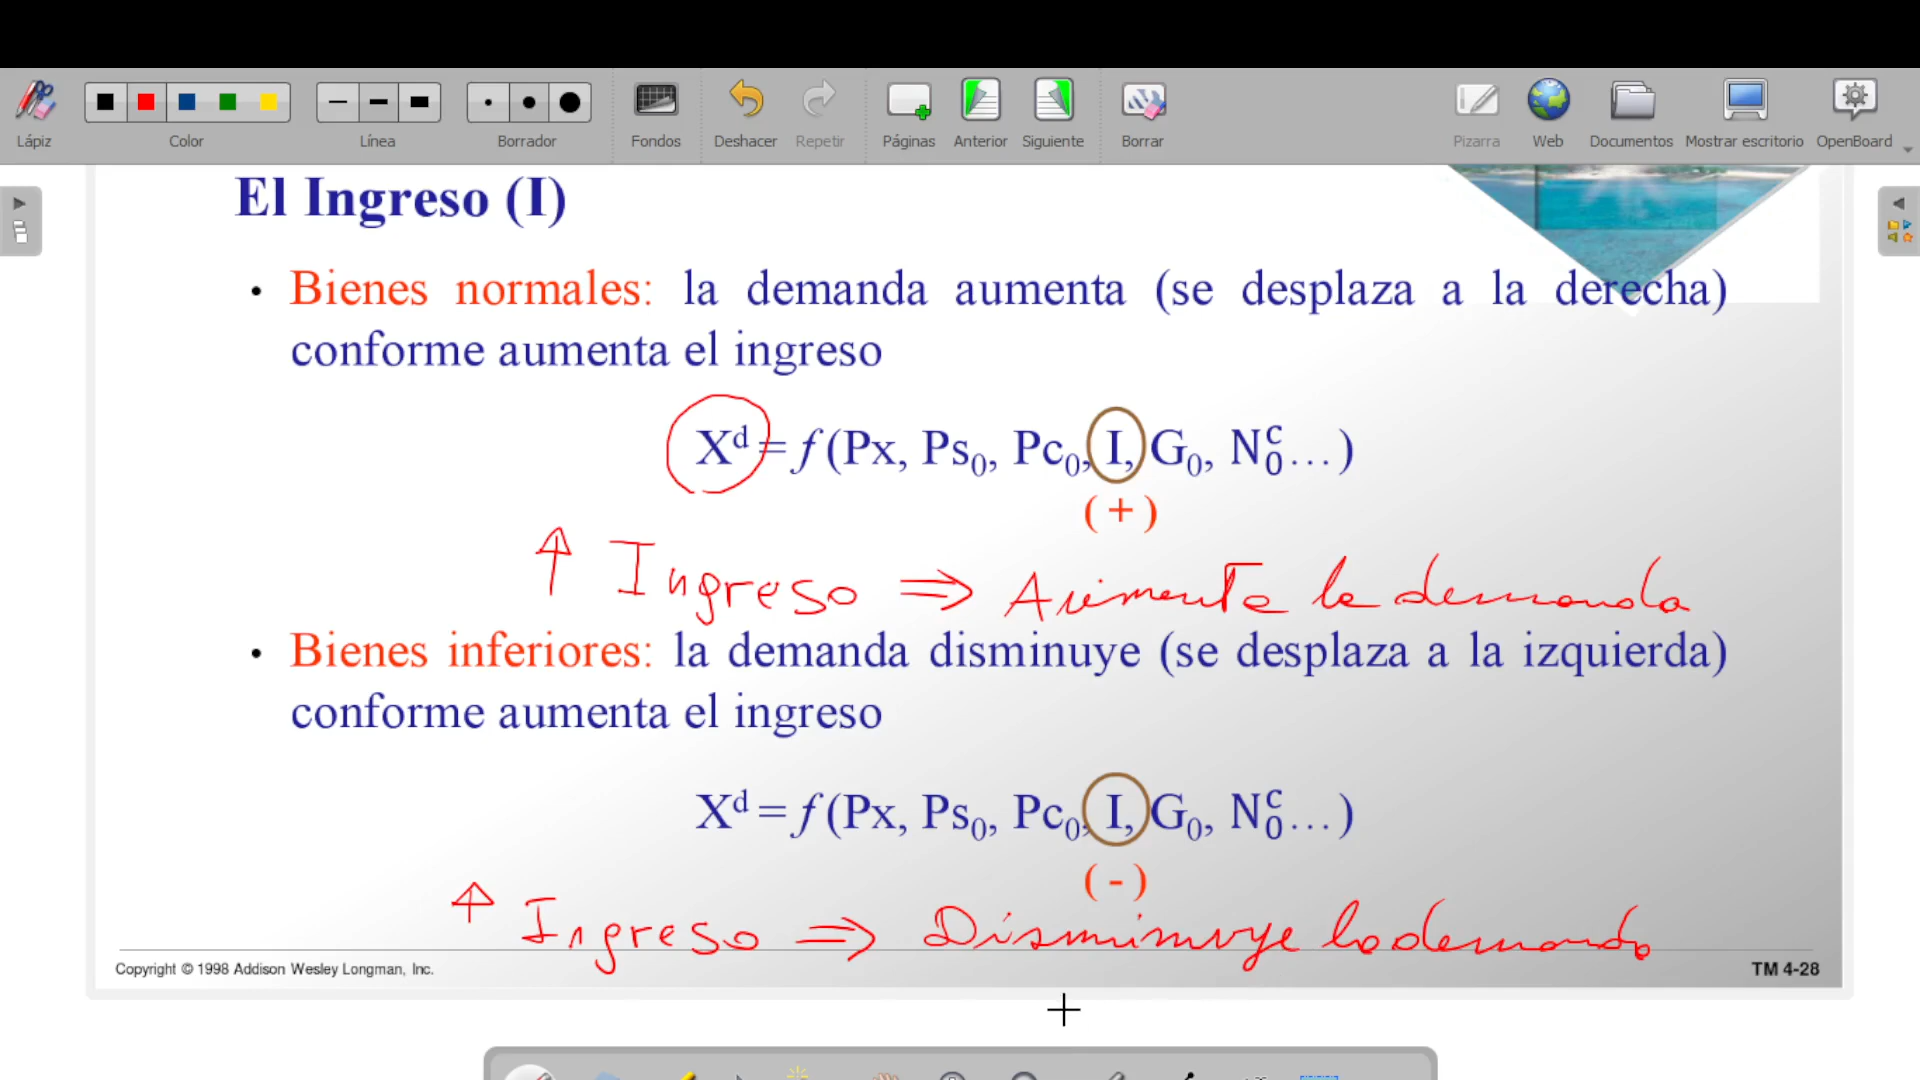 Lápiz Color Línea Borrador Fondos Deshacer Repetir Páginas Anterior Siguiente Borrar Pizarra Web Documentos Mostrar escritorio OpenBoard
El Ingreso (I)
• Bienes normales: la demanda aumenta (se desplaza a la derecha)
conforme aumenta el ingreso
Xᵈ = f (Px, Ps₀, Pc₀, I, G₀, N₀ᶜ…)
(+)
↑ Ingreso ⇒ Aumenta la demanda
• Bienes inferiores: la demanda disminuye (se desplaza a la izquierda)
conforme aumenta el ingreso
Xᵈ = f (Px, Ps₀, Pc₀, I, G₀, N₀ᶜ…)
(-)
↑ Ingreso ⇒ Disminuye la demanda
Copyright © 1998 Addison Wesley Longman, Inc. TM 4-28